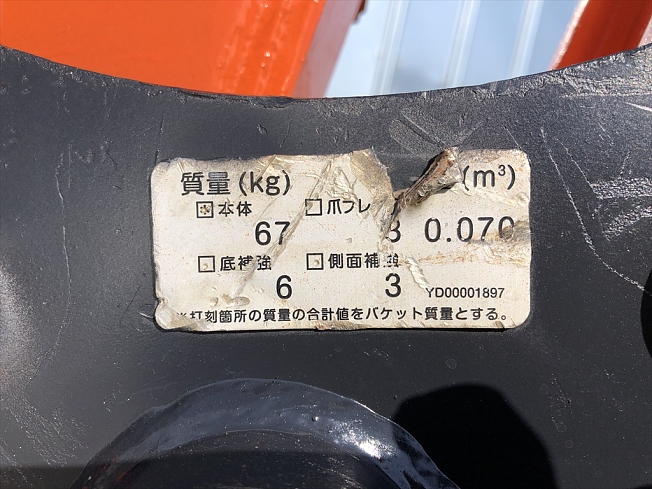 質量(kg) (m³)
本体 爪フレ
67 3 0.070
底補強 側面補強
6 3 YD00001897
※打刻箇所の質量の合計値をバケット質量とする。